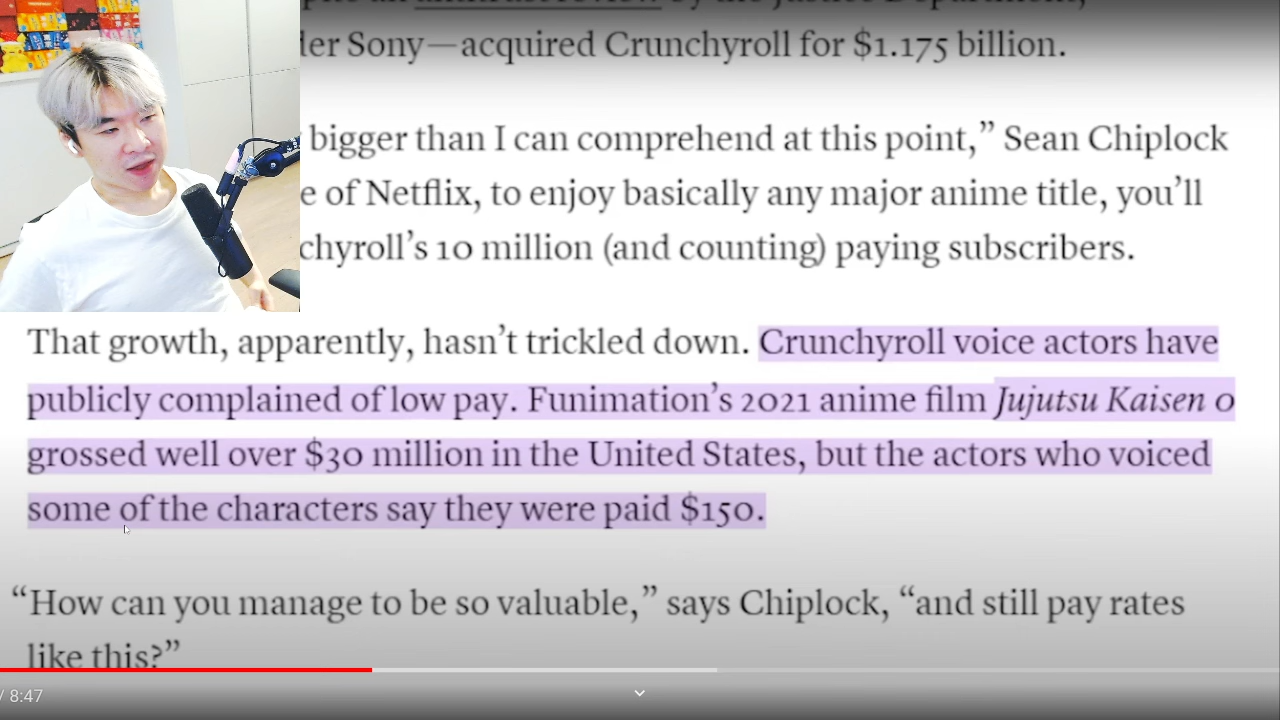 ler Sony—acquired Crunchyroll for $1.175 billion.
bigger than I can comprehend at this point,” Sean Chiplock
e of Netflix, to enjoy basically any major anime title, you’ll
chyroll’s 10 million (and counting) paying subscribers.
That growth, apparently, hasn’t trickled down. Crunchyroll voice actors have
publicly complained of low pay. Funimation’s 2021 anime film Jujutsu Kaisen 0
grossed well over $30 million in the United States, but the actors who voiced
some of the characters say they were paid $150.
“How can you manage to be so valuable,” says Chiplock, “and still pay rates
like this?”
/ 8:47